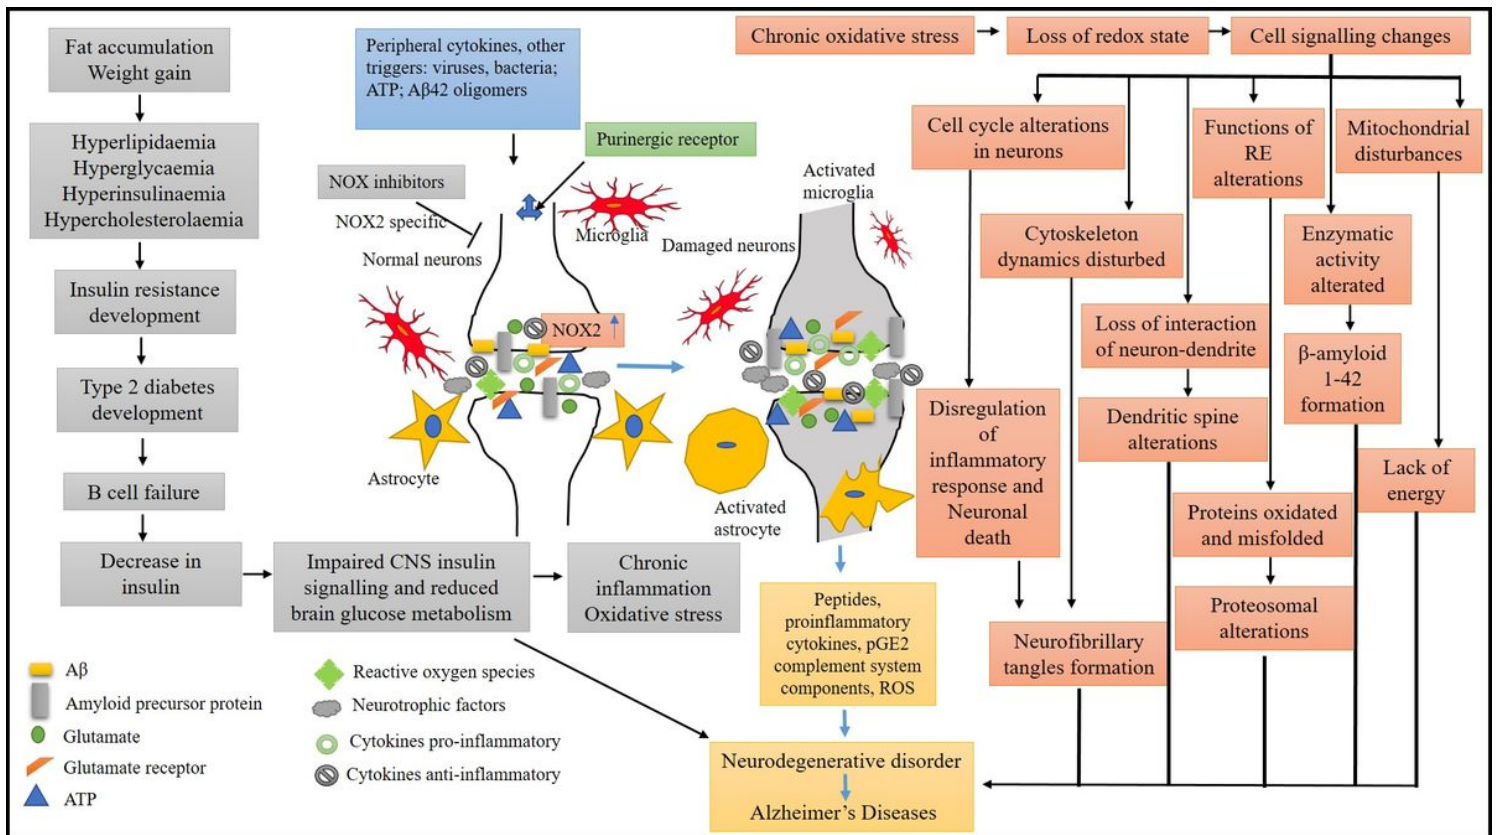 Fat accumulation
Weight gain
Hyperlipidaemia
Hyperglycaemia
Hyperinsulinaemia
Hypercholesterolaemia
Insulin resistance
development
Type 2 diabetes
development
B cell failure
Decrease in
insulin
Impaired CNS insulin
signalling and reduced
brain glucose metabolism
Chronic
inflammation
Oxidative stress
Peripheral cytokines, other
triggers: viruses, bacteria;
ATP; Aβ42 oligomers
Purinergic receptor
NOX inhibitors
NOX2 specific
Normal neurons
Microglia
NOX2
Astrocyte
Activated
microglia
Damaged neurons
Activated
astrocyte
Peptides,
proinflammatory
cytokines, pGE2
complement system
components, ROS
Neurodegenerative disorder
Alzheimer's Diseases
Chronic oxidative stress
Loss of redox state
Cell signalling changes
Cell cycle alterations
in neurons
Cytoskeleton
dynamics disturbed
Functions of
RE
alterations
Mitochondrial
disturbances
Enzymatic
activity
alterated
Loss of interaction
of neuron-dendrite
β-amyloid
1-42
formation
Disregulation
of
inflammatory
response and
Neuronal
death
Dendritic spine
alterations
Lack of
energy
Proteins oxidated
and misfolded
Proteosomal
alterations
Neurofibrillary
tangles formation
Aβ
Amyloid precursor protein
Glutamate
Glutamate receptor
ATP
Reactive oxygen species
Neurotrophic factors
Cytokines pro-inflammatory
Cytokines anti-inflammatory